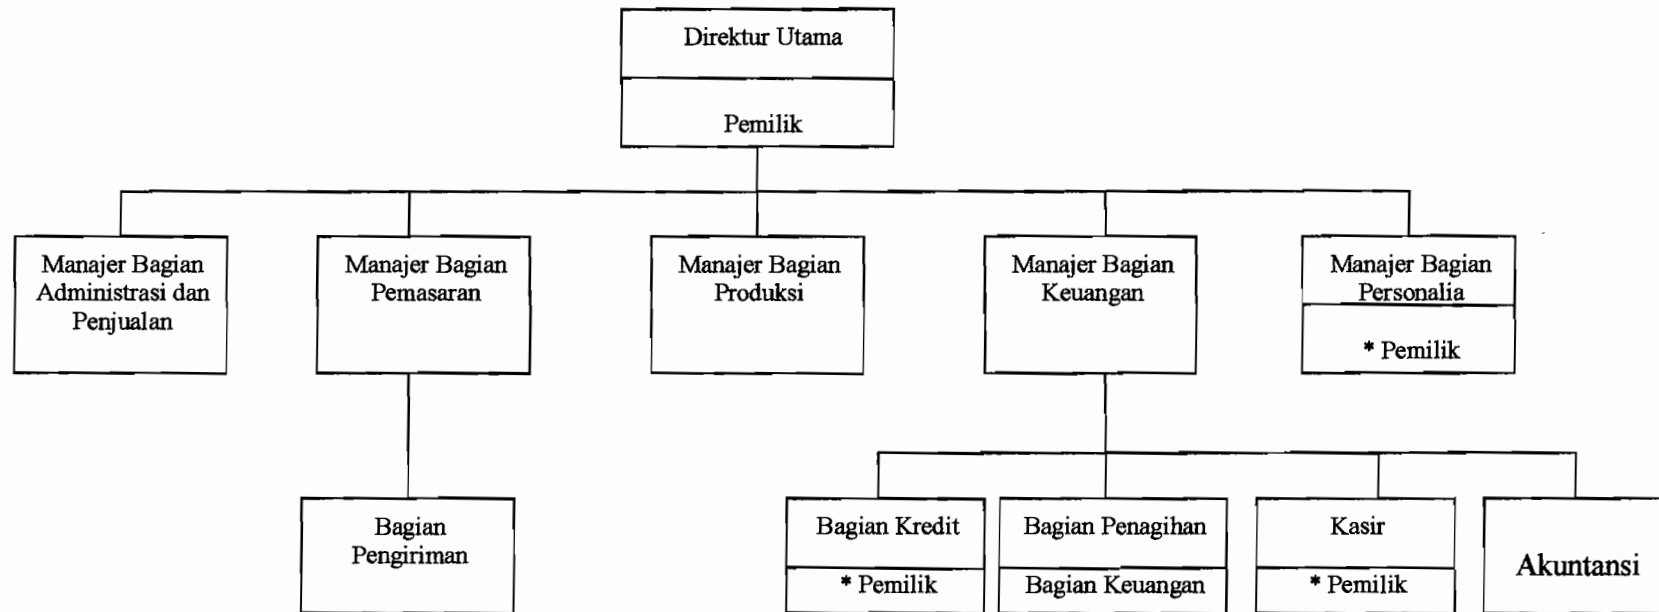 Direktur Utama
Pemilik
Manajer Bagian
Administrasi dan
Penjualan
Manajer Bagian
Pemasaran
Manajer Bagian
Produksi
Manajer Bagian
Keuangan
Manajer Bagian
Personalia
* Pemilik
Bagian
Pengiriman
Bagian Kredit
* Pemilik
Bagian Penagihan
Bagian Keuangan
Kasir
* Pemilik
Akuntansi